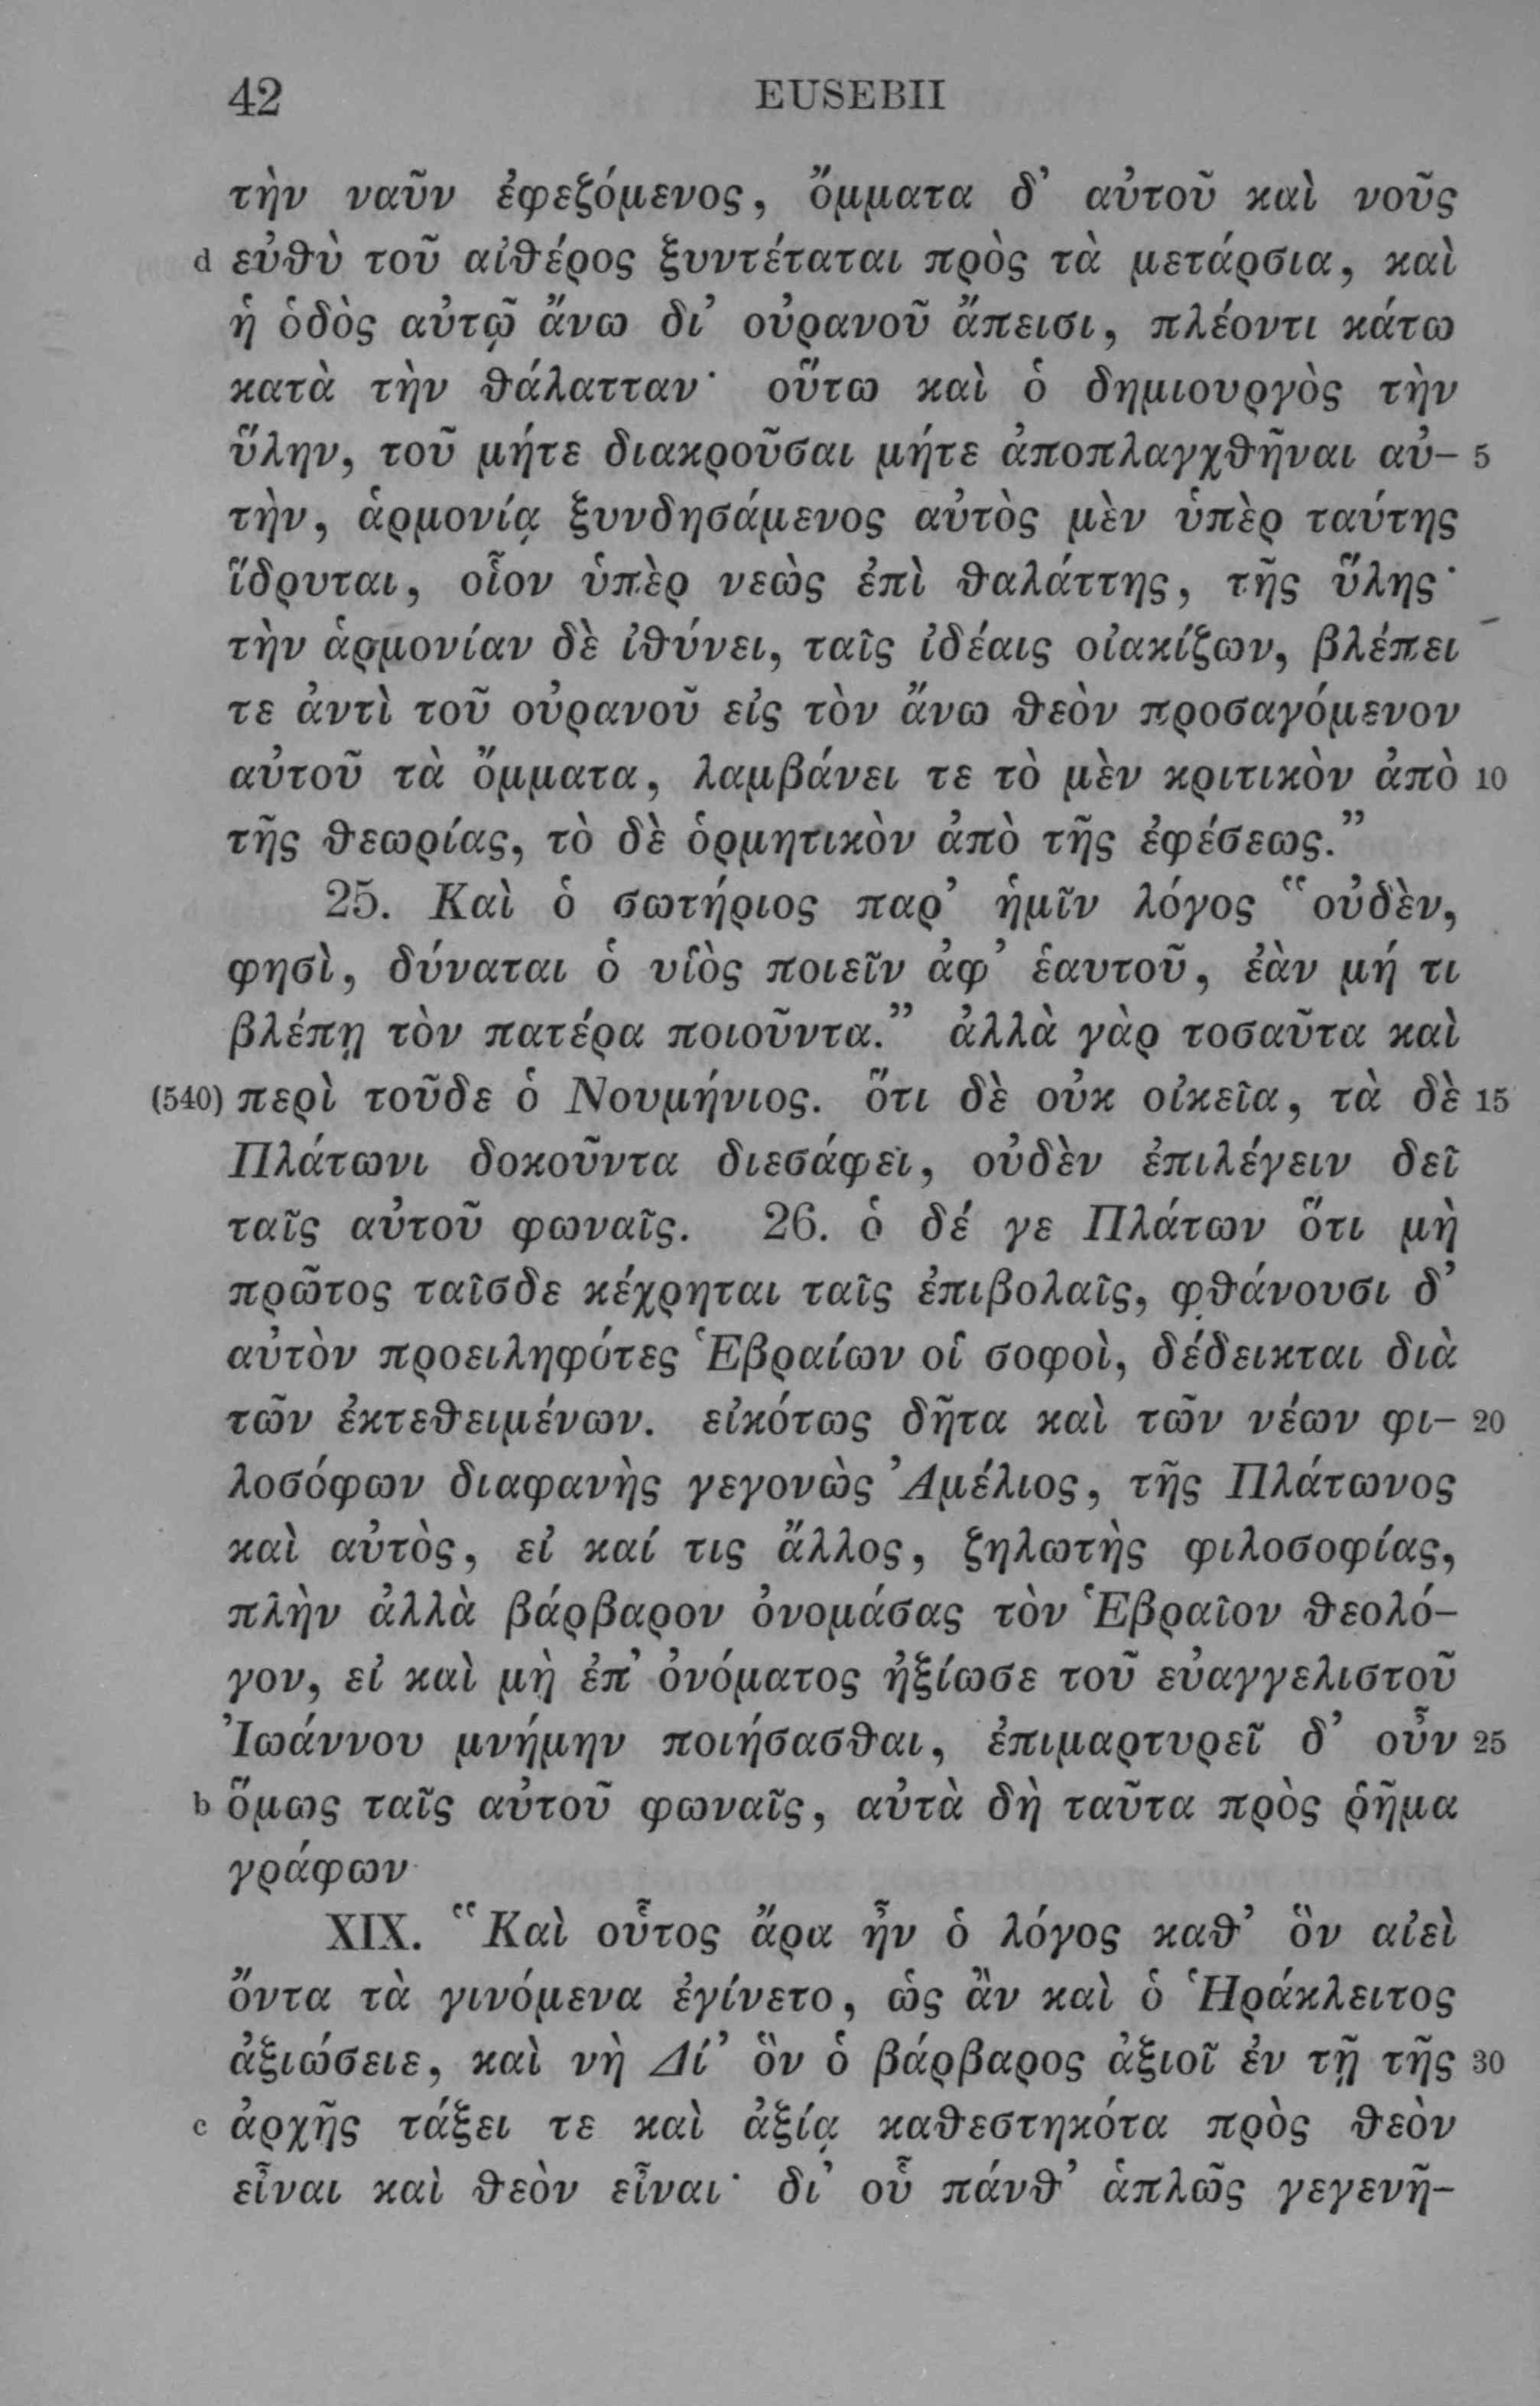 42 EUSEBII
τὴν ναῦν ἐφεζόμενος, ὄμματα δ’ αὐτοῦ καὶ νοῦς
d εὐθὺ τοῦ αἰθέρος ξυντέταται πρὸς τὰ μετάρσια, καὶ
ἡ ὁδὸς αὐτῷ ἄνω δι’ οὐρανοῦ ἄπεισι, πλέοντι κάτω
κατὰ τὴν θάλατταν· οὕτω καὶ ὁ δημιουργὸς τὴν
ὕλην, τοῦ μήτε διακροῦσαι μήτε ἀποπλαγχθῆναι αὐ- 5
τὴν, ἁρμονίᾳ ξυνδησάμενος αὐτὸς μὲν ὑπὲρ ταύτης
ἵδρυται, οἷον ὑπὲρ νεὼς ἐπὶ θαλάττης, τῆς ὕλης·
τὴν ἁρμονίαν δὲ ἰθύνει, ταῖς ἰδέαις οἰακίζων, βλέπει
τε ἀντὶ τοῦ οὐρανοῦ εἰς τὸν ἄνω θεὸν προσαγόμενον
αὐτοῦ τὰ ὄμματα, λαμβάνει τε τὸ μὲν κριτικὸν ἀπὸ 10
τῆς θεωρίας, τὸ δὲ ὁρμητικὸν ἀπὸ τῆς ἐφέσεως.”
25. Καὶ ὁ σωτήριος παρ’ ἡμῖν λόγος “οὐδὲν,
φησὶ, δύναται ὁ υἱὸς ποιεῖν ἀφ’ ἑαυτοῦ, ἐὰν μή τι
βλέπῃ τὸν πατέρα ποιοῦντα.” ἀλλὰ γὰρ τοσαῦτα καὶ
(540) περὶ τοῦδε ὁ Νουμήνιος. ὅτι δὲ οὐκ οἰκεῖα, τὰ δὲ 15
Πλάτωνι δοκοῦντα διεσάφει, οὐδὲν ἐπιλέγειν δεῖ
ταῖς αὐτοῦ φωναῖς. 26. ὁ δέ γε Πλάτων ὅτι μὴ
πρῶτος ταῖσδε κέχρηται ταῖς ἐπιβολαῖς, φθάνουσι δ’
αὐτὸν προειληφότες Ἑβραίων οἱ σοφοὶ, δέδεικται διὰ
τῶν ἐκτεθειμένων. εἰκότως δῆτα καὶ τῶν νέων φι- 20
λοσόφων διαφανὴς γεγονὼς Ἀμέλιος, τῆς Πλάτωνος
καὶ αὐτὸς, εἰ καί τις ἄλλος, ζηλωτὴς φιλοσοφίας,
πλὴν ἀλλὰ βάρβαρον ὀνομάσας τὸν Ἑβραῖον θεολό-
γον, εἰ καὶ μὴ ἐπ’ ὀνόματος ἠξίωσε τοῦ εὐαγγελιστοῦ
Ἰωάννου μνήμην ποιήσασθαι, ἐπιμαρτυρεῖ δ’ οὖν 25
b ὅμως ταῖς αὐτοῦ φωναῖς, αὐτὰ δὴ ταῦτα πρὸς ῥῆμα
γράφων
XIX. “Καὶ οὗτος ἄρα ἦν ὁ λόγος καθ’ ὃν αἰεὶ
ὄντα τὰ γινόμενα ἐγίνετο, ὡς ἂν καὶ ὁ Ἡράκλειτος
ἀξιώσειε, καὶ νὴ Δί’ ὃν ὁ βάρβαρος ἀξιοῖ ἐν τῇ τῆς 30
c ἀρχῆς τάξει τε καὶ ἀξίᾳ καθεστηκότα πρὸς θεὸν
εἶναι καὶ θεὸν εἶναι· δι’ οὗ πάνθ’ ἁπλῶς γεγενῆ-